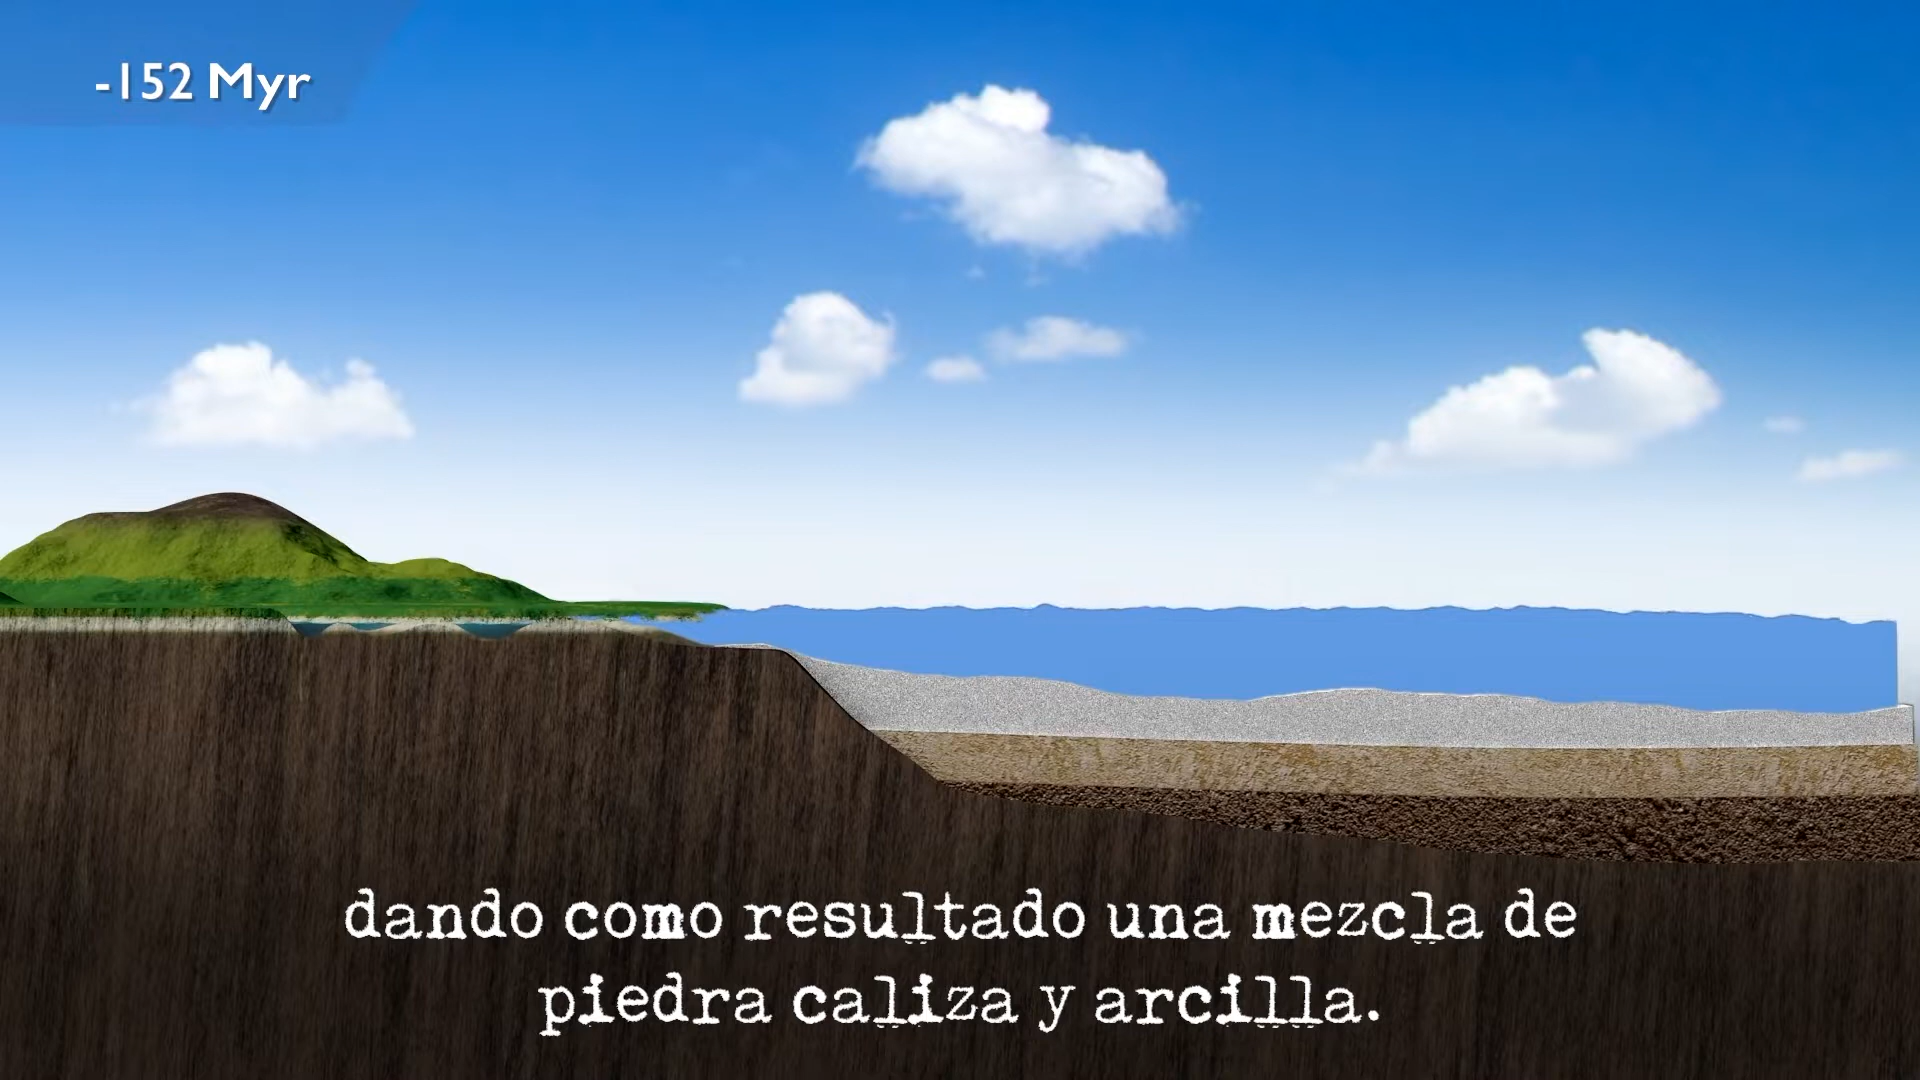 -152 Myr
dando como resultado una mezcla de
piedra caliza y arcilla.